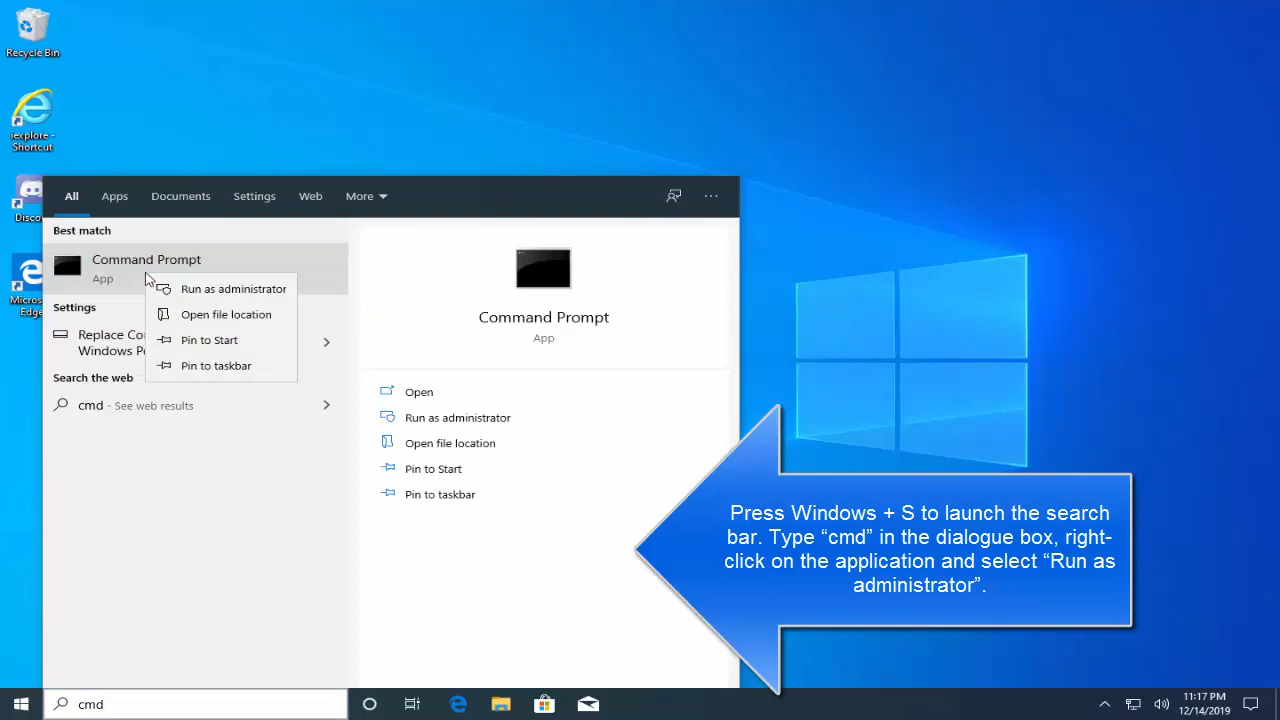 Recycle Bin
iexplore -
Shortcut
Disco
Micros
Edge
All Apps Documents Settings Web More
Best match
Command Prompt
App
Run as administrator
Open file location
Pin to Start
Pin to taskbar
Settings
Replace Co
Windows P
Search the web
cmd - See web results
Command Prompt
App
Open
Run as administrator
Open file location
Pin to Start
Pin to taskbar
Press Windows + S to launch the search
bar. Type “cmd” in the dialogue box, right-
click on the application and select “Run as
administrator”.
cmd
11:17 PM
12/14/2019